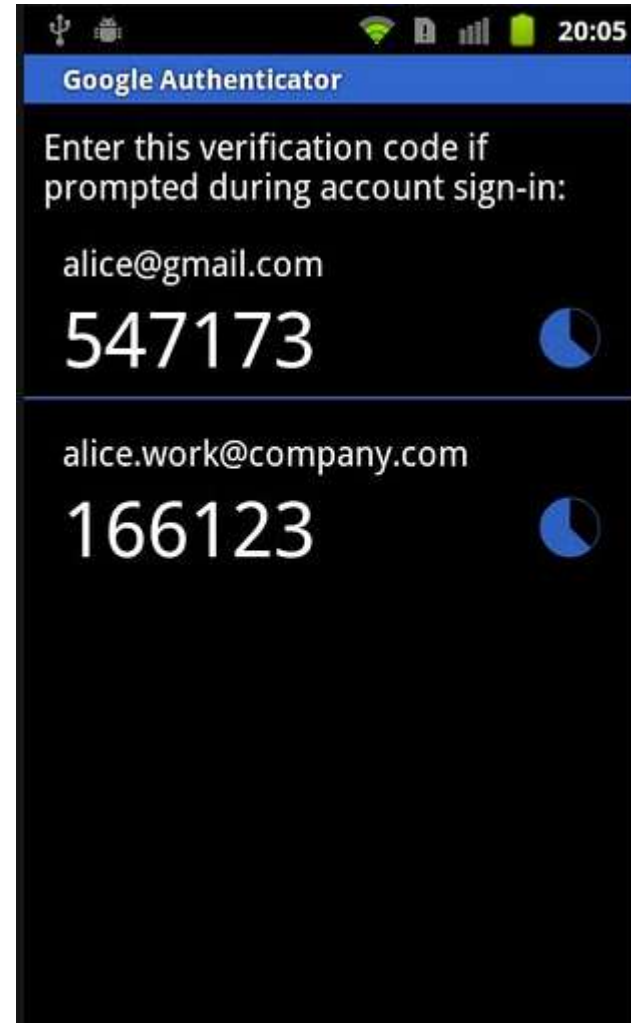 20:05
Google Authenticator
Enter this verification code if
prompted during account sign-in:
alice@gmail.com
547173
alice.work@company.com
166123